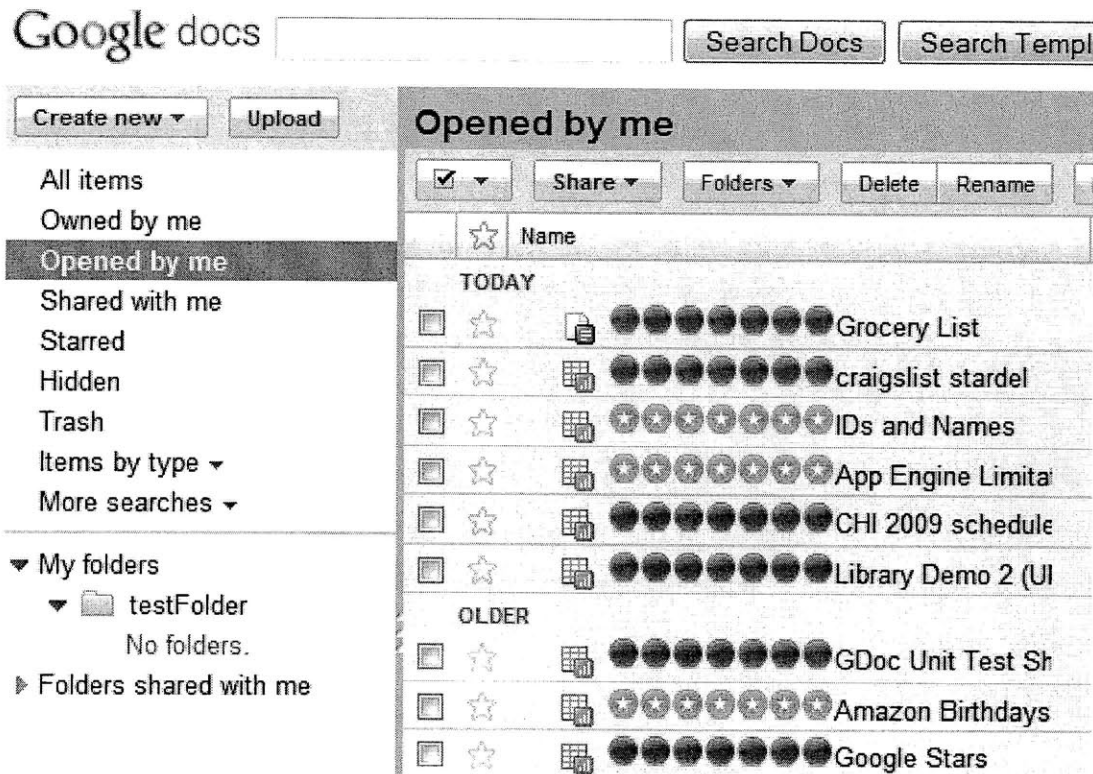 Google docs Search Docs Search Templ
Create new Upload
All items
Owned by me
Opened by me
Shared with me
Starred
Hidden
Trash
Items by type
More searches
My folders
testFolder
No folders.
Folders shared with me
Opened by me
Share Folders Delete Rename
Name
TODAY
Grocery List
craigslist stardel
IDs and Names
App Engine Limita
CHI 2009 schedule
Library Demo 2 (UI
OLDER
GDoc Unit Test Sh
Amazon Birthdays
Google Stars